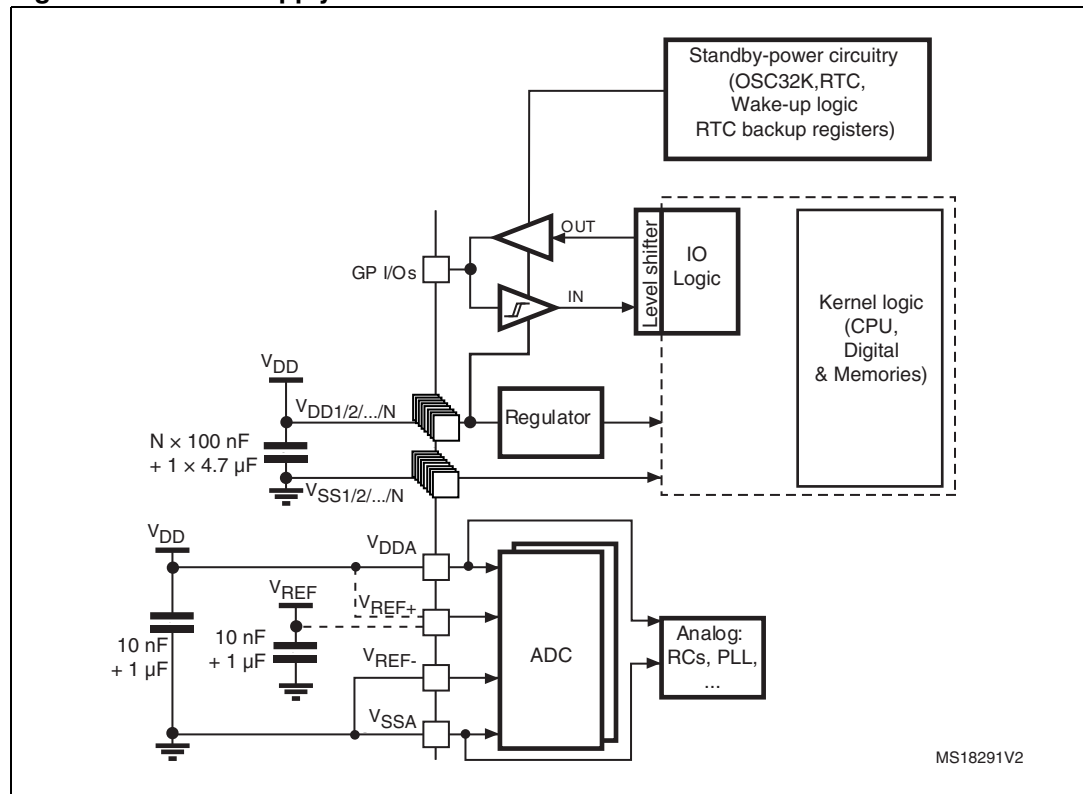 Standby-power circuitry
(OSC32K,RTC,
Wake-up logic
RTC backup registers)
OUT
Level shifter
IO
Logic
GP I/Os
IN
Kernel logic
(CPU,
Digital
& Memories)
VDD
VDD1/2/.../N
Regulator
N × 100 nF
+ 1 × 4.7 µF
VSS1/2/.../N
VDD
VDDA
VREF
VREF+
10 nF
+ 1 µF
10 nF
+ 1 µF
VREF-
ADC
Analog:
RCs, PLL,
...
VSSA
MS18291V2